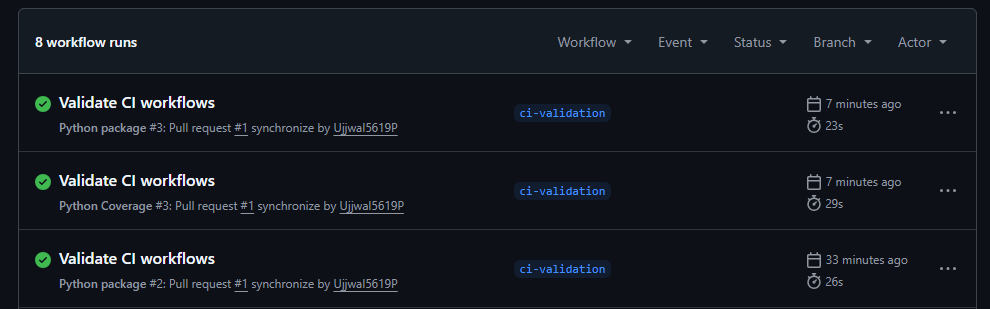 8 workflow runs Workflow Event Status Branch Actor
Validate CI workflows ci-validation 7 minutes ago
Python package #3: Pull request #1 synchronize by Ujjwal5619P 23s
Validate CI workflows ci-validation 7 minutes ago
Python Coverage #3: Pull request #1 synchronize by Ujjwal5619P 29s
Validate CI workflows ci-validation 33 minutes ago
Python package #2: Pull request #1 synchronize by Ujjwal5619P 26s